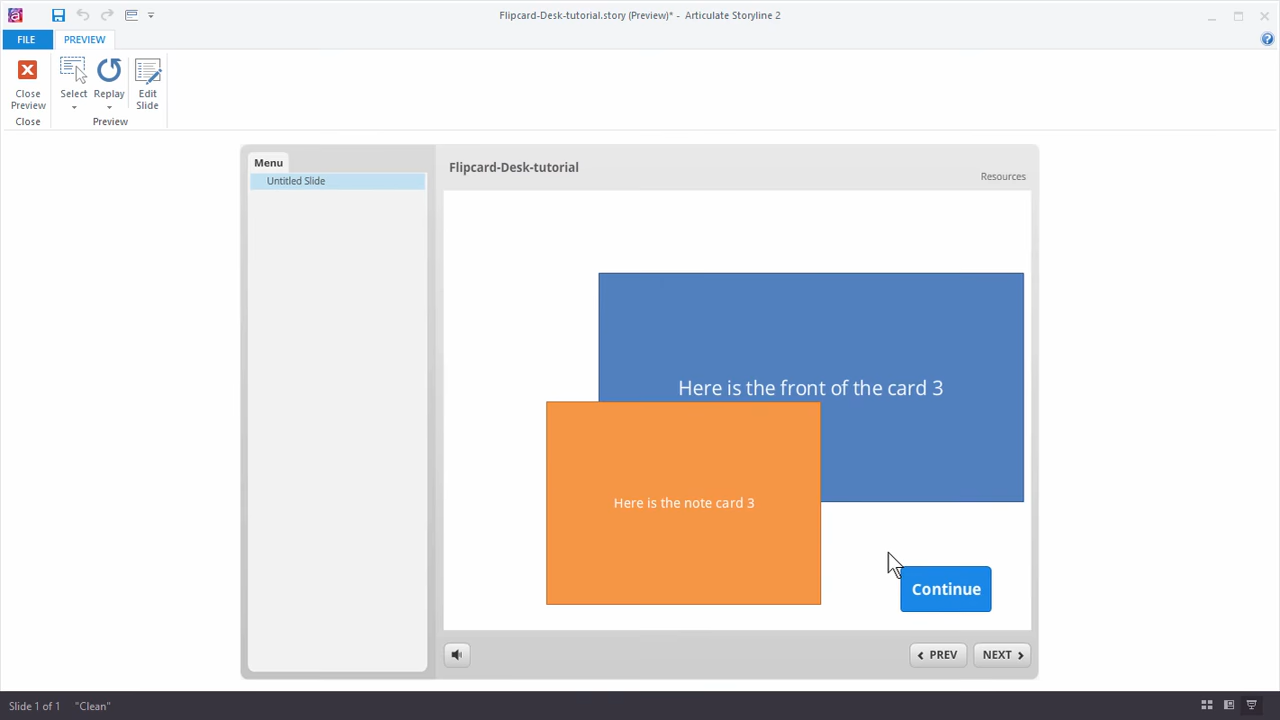 Flipcard-Desk-tutorial.story (Preview)* - Articulate Storyline 2
FILE
PREVIEW
Close
Preview
Select
Replay
Edit
Slide
Close
Preview
Menu
Untitled Slide
Flipcard-Desk-tutorial
Resources
Here is the front of the card 3
Here is the note card 3
Continue
PREV
NEXT
Slide 1 of 1
"Clean"